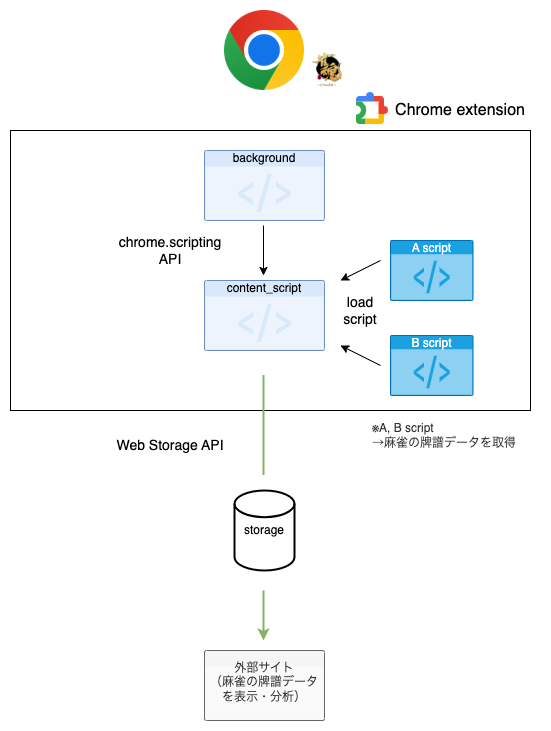 Chrome extension
background
chrome.scripting
API
A script
content_script
load
script
B script
※A, B script
→麻雀の牌譜データを取得
Web Storage API
storage
外部サイト
（麻雀の牌譜データ
を表示・分析）